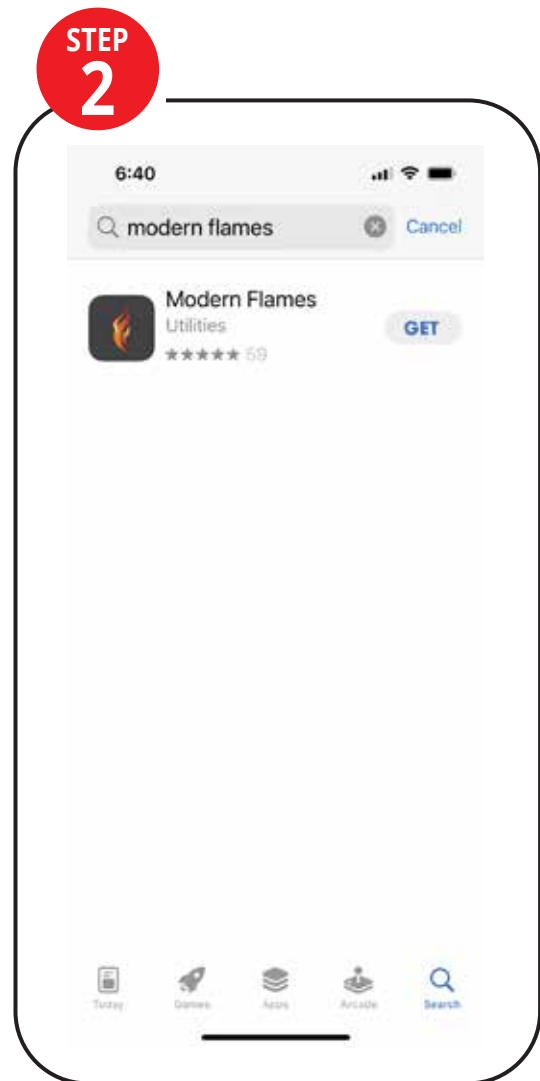 STEP
2
6:40
modern flames
Cancel
Modern Flames
Utilities
GET
★★★★★ 59
Today
Games
Apps
Arcade
Search